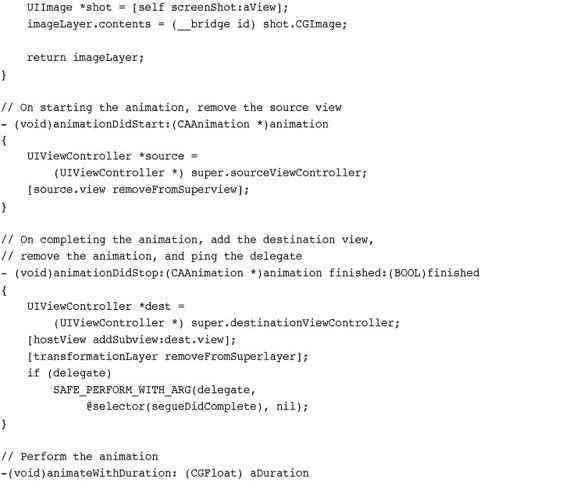 UIImage *shot = [self screenShot:aView];
imageLayer.contents = (__bridge id) shot.CGImage;
return imageLayer;
}
// On starting the animation, remove the source view
- (void)animationDidStart:(CAAnimation *)animation
{
UIViewController *source =
(UIViewController *) super.sourceViewController;
[source.view removeFromSuperview];
}
// On completing the animation, add the destination view,
// remove the animation, and ping the delegate
- (void)animationDidStop:(CAAnimation *)animation finished:(BOOL)finished
{
UIViewController *dest =
(UIViewController *) super.destinationViewController;
[hostView addSubview:dest.view];
[transformationLayer removeFromSuperlayer];
if (delegate)
SAFE_PERFORM_WITH_ARG(delegate,
@selector(segueDidComplete), nil);
}
// Perform the animation
-(void)animateWithDuration: (CGFloat) aDuration